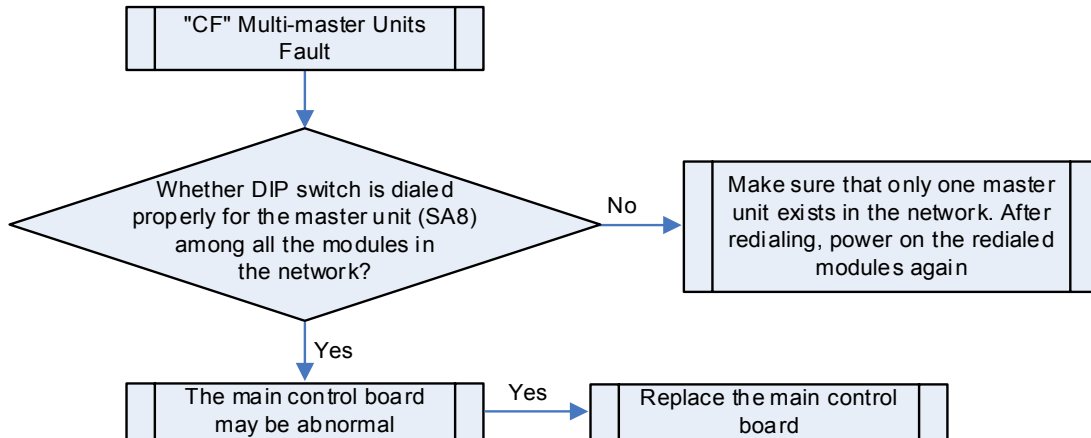 "CF" Multi-master Units
Fault
Whether DIP switch is dialed
properly for the master unit (SA8)
among all the modules in
the network?
No
Make sure that only one master
unit exists in the network. After
redialing, power on the redialed
modules again
Yes
The main control board
may be abnormal
Yes
Replace the main control
board